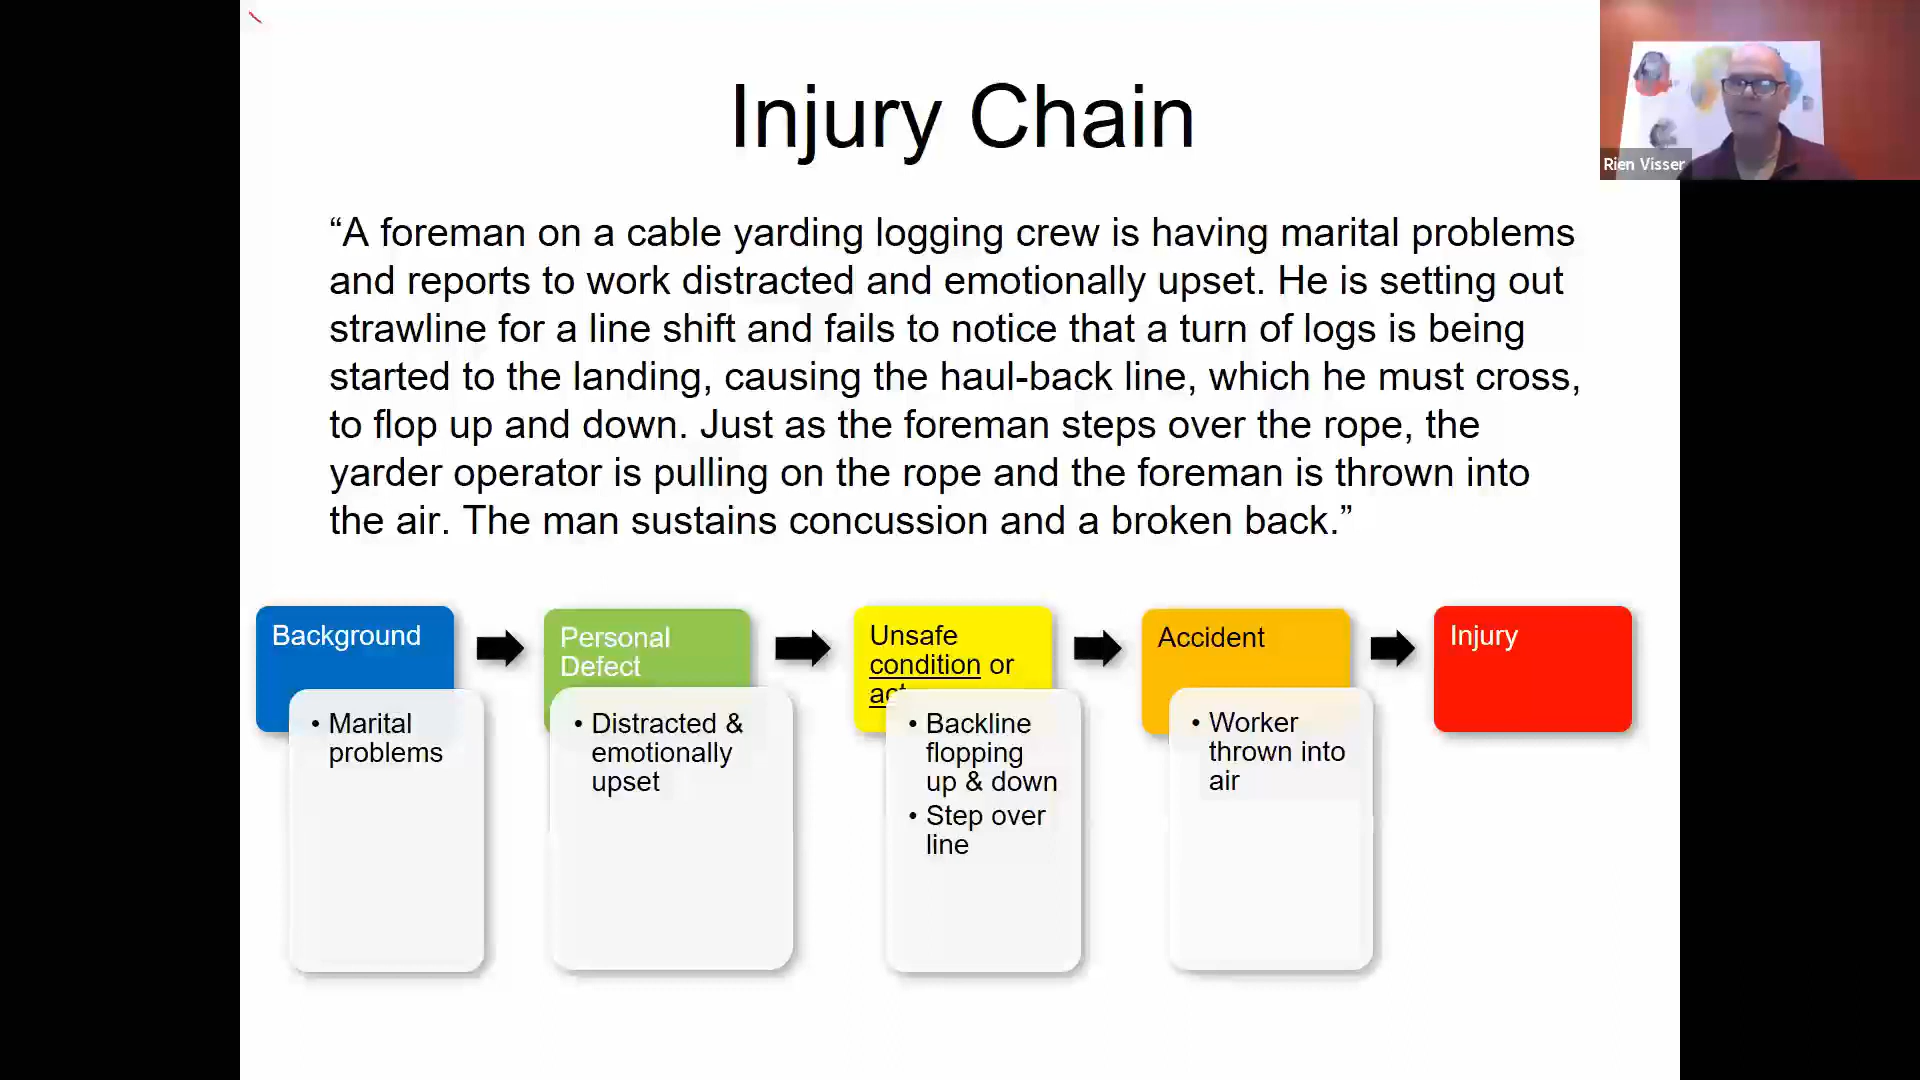 Injury Chain
Rien Visser
“A foreman on a cable yarding logging crew is having marital problems
and reports to work distracted and emotionally upset. He is setting out
strawline for a line shift and fails to notice that a turn of logs is being
started to the landing, causing the haul-back line, which he must cross,
to flop up and down. Just as the foreman steps over the rope, the
yarder operator is pulling on the rope and the foreman is thrown into
the air. The man sustains concussion and a broken back.”
Background
• Marital
problems
Personal
Defect
• Distracted &
emotionally
upset
Unsafe
condition or
act
• Backline
flopping
up & down
• Step over
line
Accident
• Worker
thrown into
air
Injury